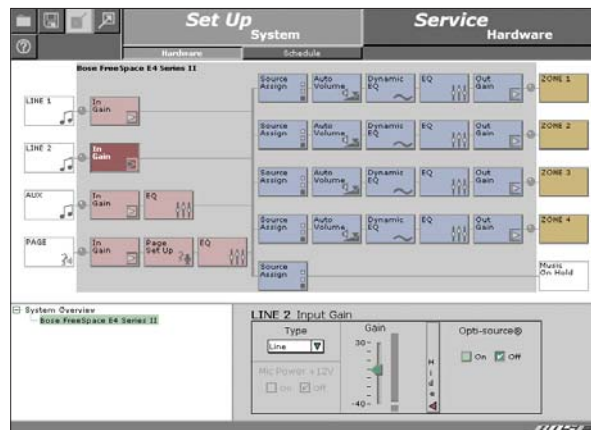 Set Up
System
Service
Hardware
Hardware
Schedule
Bose FreeSpace E4 Series II
LINE 1
In Gain
Source Assign
Auto Volume
Dynamic EQ
EQ
Out Gain
ZONE 1
LINE 2
In Gain
Source Assign
Auto Volume
Dynamic EQ
EQ
Out Gain
ZONE 2
AUX
In Gain
EQ
Source Assign
Auto Volume
Dynamic EQ
EQ
Out Gain
ZONE 3
PAGE
In Gain
Page Set Up
EQ
Source Assign
Auto Volume
Dynamic EQ
EQ
Out Gain
ZONE 4
Source Assign
Music On Hold
System Overview
Bose FreeSpace E4 Series II
LINE 2 Input Gain
Type
Line
Mic Power +12V
On
Off
Gain
30-
-40-
Hide
Opti-source®
On
Off
BOSE